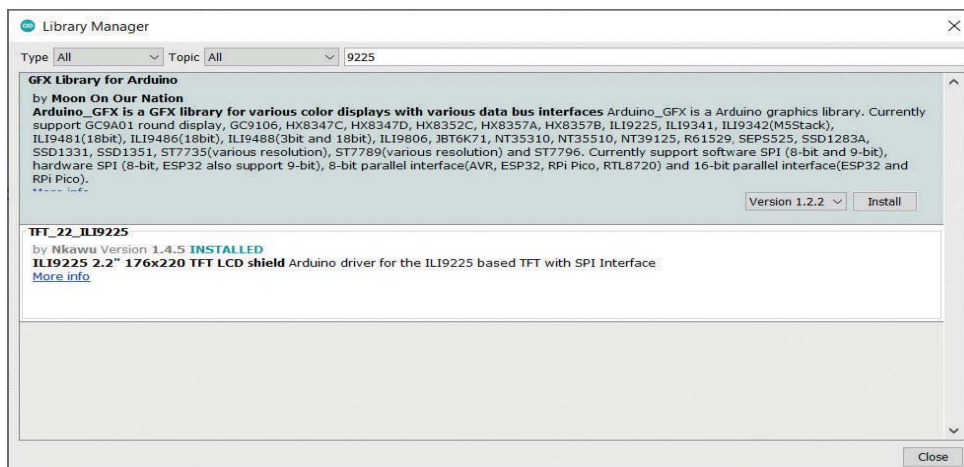 Library Manager
Type All Topic All 9225
GFX Library for Arduino
by Moon On Our Nation
Arduino_GFX is a GFX library for various color displays with various data bus interfaces Arduino_GFX is a Arduino graphics library. Currently
support GC9A01 round display, GC9106, HX8347C, HX8347D, HX8352C, HX8357A, HX8357B, ILI9225, ILI9341, ILI9342(M5Stack),
ILI9481(18bit), ILI9486(18bit), ILI9488(3bit and 18bit), ILI9806, JBT6K71, NT35310, NT35510, NT39125, R61529, SEPS525, SSD1283A,
SSD1331, SSD1351, ST7735(various resolution), ST7789(various resolution) and ST7796. Currently support software SPI (8-bit and 9-bit),
hardware SPI (8-bit, ESP32 also support 9-bit), 8-bit parallel interface(AVR, ESP32, RPi Pico, RTL8720) and 16-bit parallel interface(ESP32 and
RPi Pico).
More info
Version 1.2.2 Install
TFT_22_ILI9225
by Nkawu Version 1.4.5 INSTALLED
ILI9225 2.2" 176x220 TFT LCD shield Arduino driver for the ILI9225 based TFT with SPI Interface
More info
Close